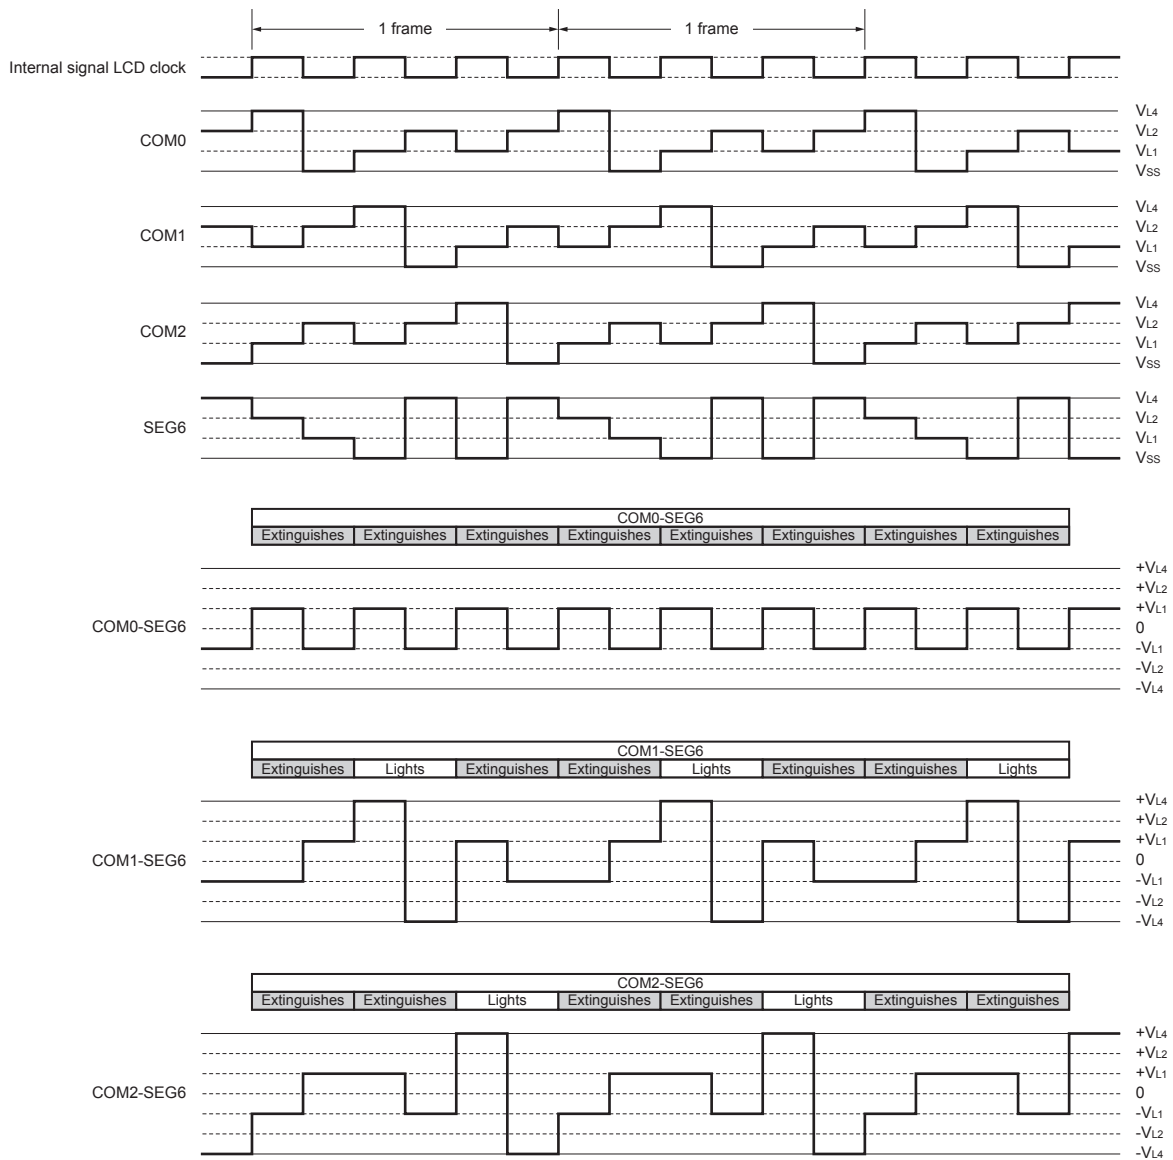 1 frame 1 frame
Internal signal LCD clock
COM0
VL4
VL2
VL1
VSS
COM1
VL4
VL2
VL1
VSS
COM2
VL4
VL2
VL1
VSS
SEG6
VL4
VL2
VL1
VSS
COM0-SEG6
Extinguishes Extinguishes Extinguishes Extinguishes Extinguishes Extinguishes Extinguishes Extinguishes
COM0-SEG6
+VL4
+VL2
+VL1
0
-VL1
-VL2
-VL4
COM1-SEG6
Extinguishes Lights Extinguishes Extinguishes Lights Extinguishes Extinguishes Lights
COM1-SEG6
+VL4
+VL2
+VL1
0
-VL1
-VL2
-VL4
COM2-SEG6
Extinguishes Extinguishes Lights Extinguishes Extinguishes Lights Extinguishes Extinguishes
COM2-SEG6
+VL4
+VL2
+VL1
0
-VL1
-VL2
-VL4